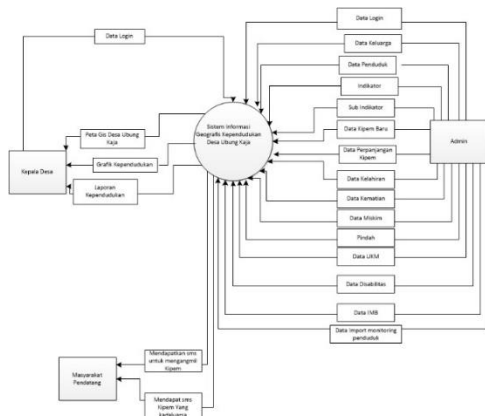 Data Login
Data Login
Data Keluarga
Data Penduduk
Indikator
Sub Indikator
Data Kipem Baru
Data Perpanjangan
Kipem
Data Kelahiran
Data Kematian
Data Miskim
Pindah
Data UKM
Data Disabilitas
Data IMB
Data Import monitoring
panduduk
Admin
Sistem Informasi
Geografis Kependudukan
Desa Ubung Kaja
Peta Gis Desa Ubung
Kaja
Grafik Kependudukan
Laporan
Kependudukan
Kepala Desa
Mendapatkan sms
untuk mengangmil
Kipem
Mendapat sms
Kipem Yang
Masyarakat
Pendatang